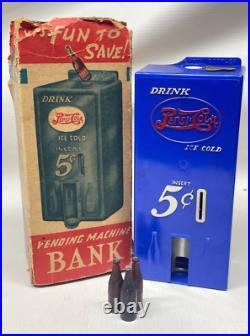 IT'S FUN TO
SAVE!
DRINK
Pepsi-Cola
ICE COLD
INSERT
5¢
VENDING MACHINE
BANK
DRINK
Pepsi-Cola
ICE COLD
INSERT
5¢